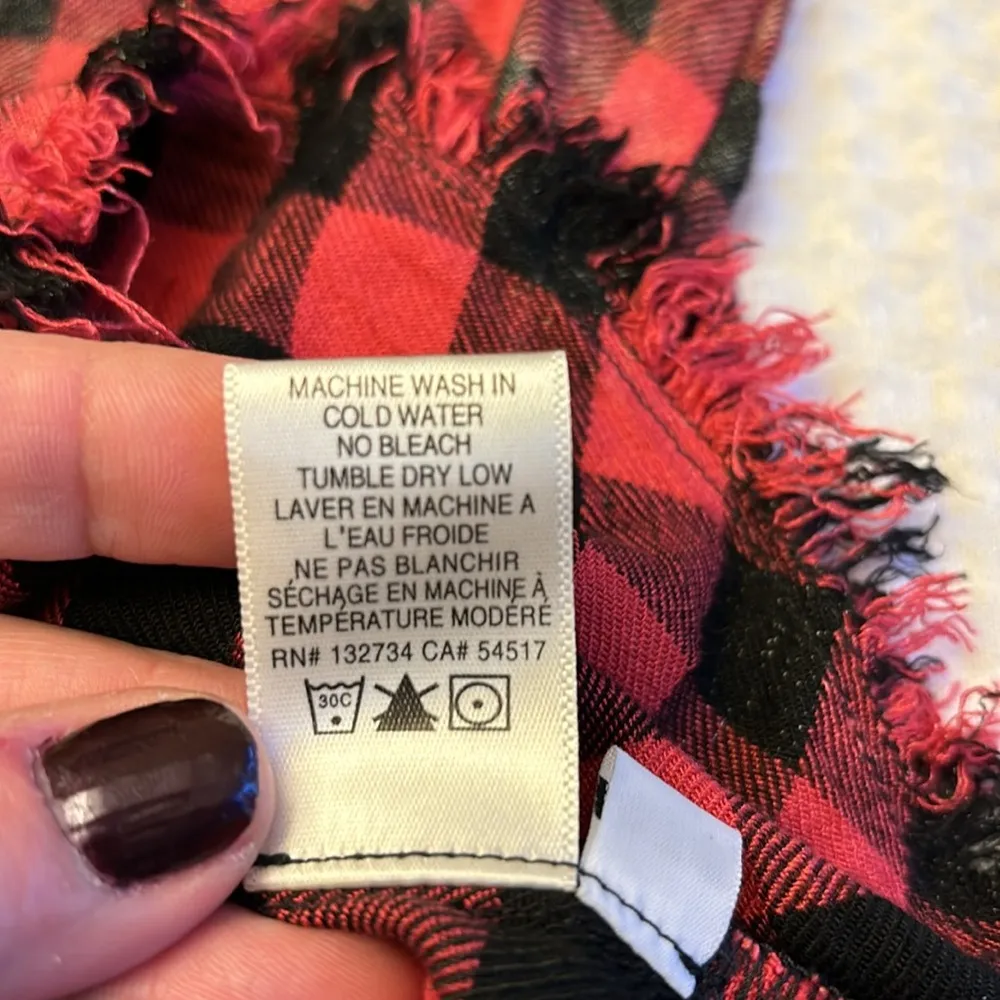 MACHINE WASH IN
COLD WATER
NO BLEACH
TUMBLE DRY LOW
LAVER EN MACHINE A
L'EAU FROIDE
NE PAS BLANCHIR
SÉCHAGE EN MACHINE À
TEMPÉRATURE MODÉRÉ
RN# 132734 CA# 54517
30C